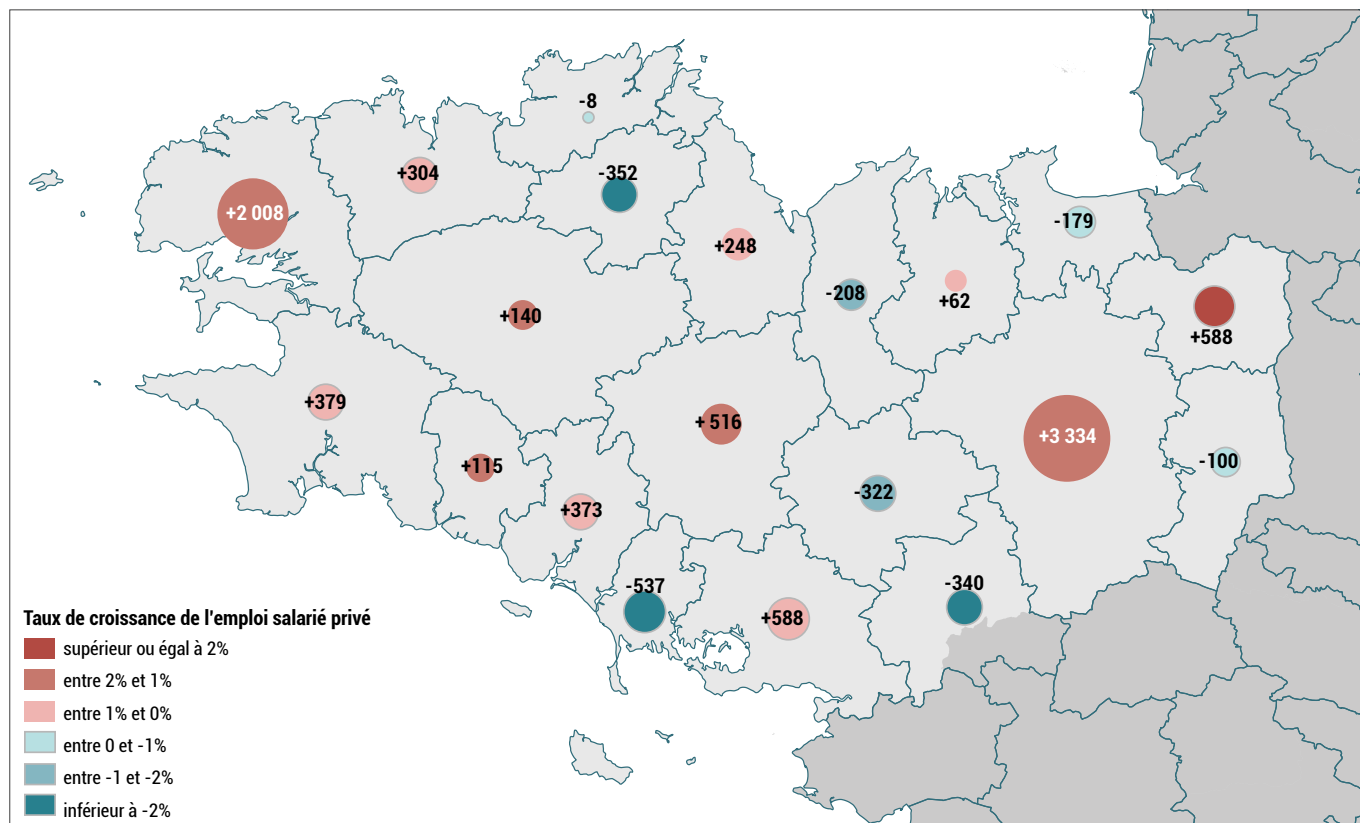 -8
+304
-352
+2 008
-179
+248
-208
+62
+140
+588
+379
+ 516
+3 334
+115
-100
-322
+373
-537
-340
+588
Taux de croissance de l'emploi salarié privé
supérieur ou égal à 2%
entre 2% et 1%
entre 1% et 0%
entre 0 et -1%
entre -1 et -2%
inférieur à -2%